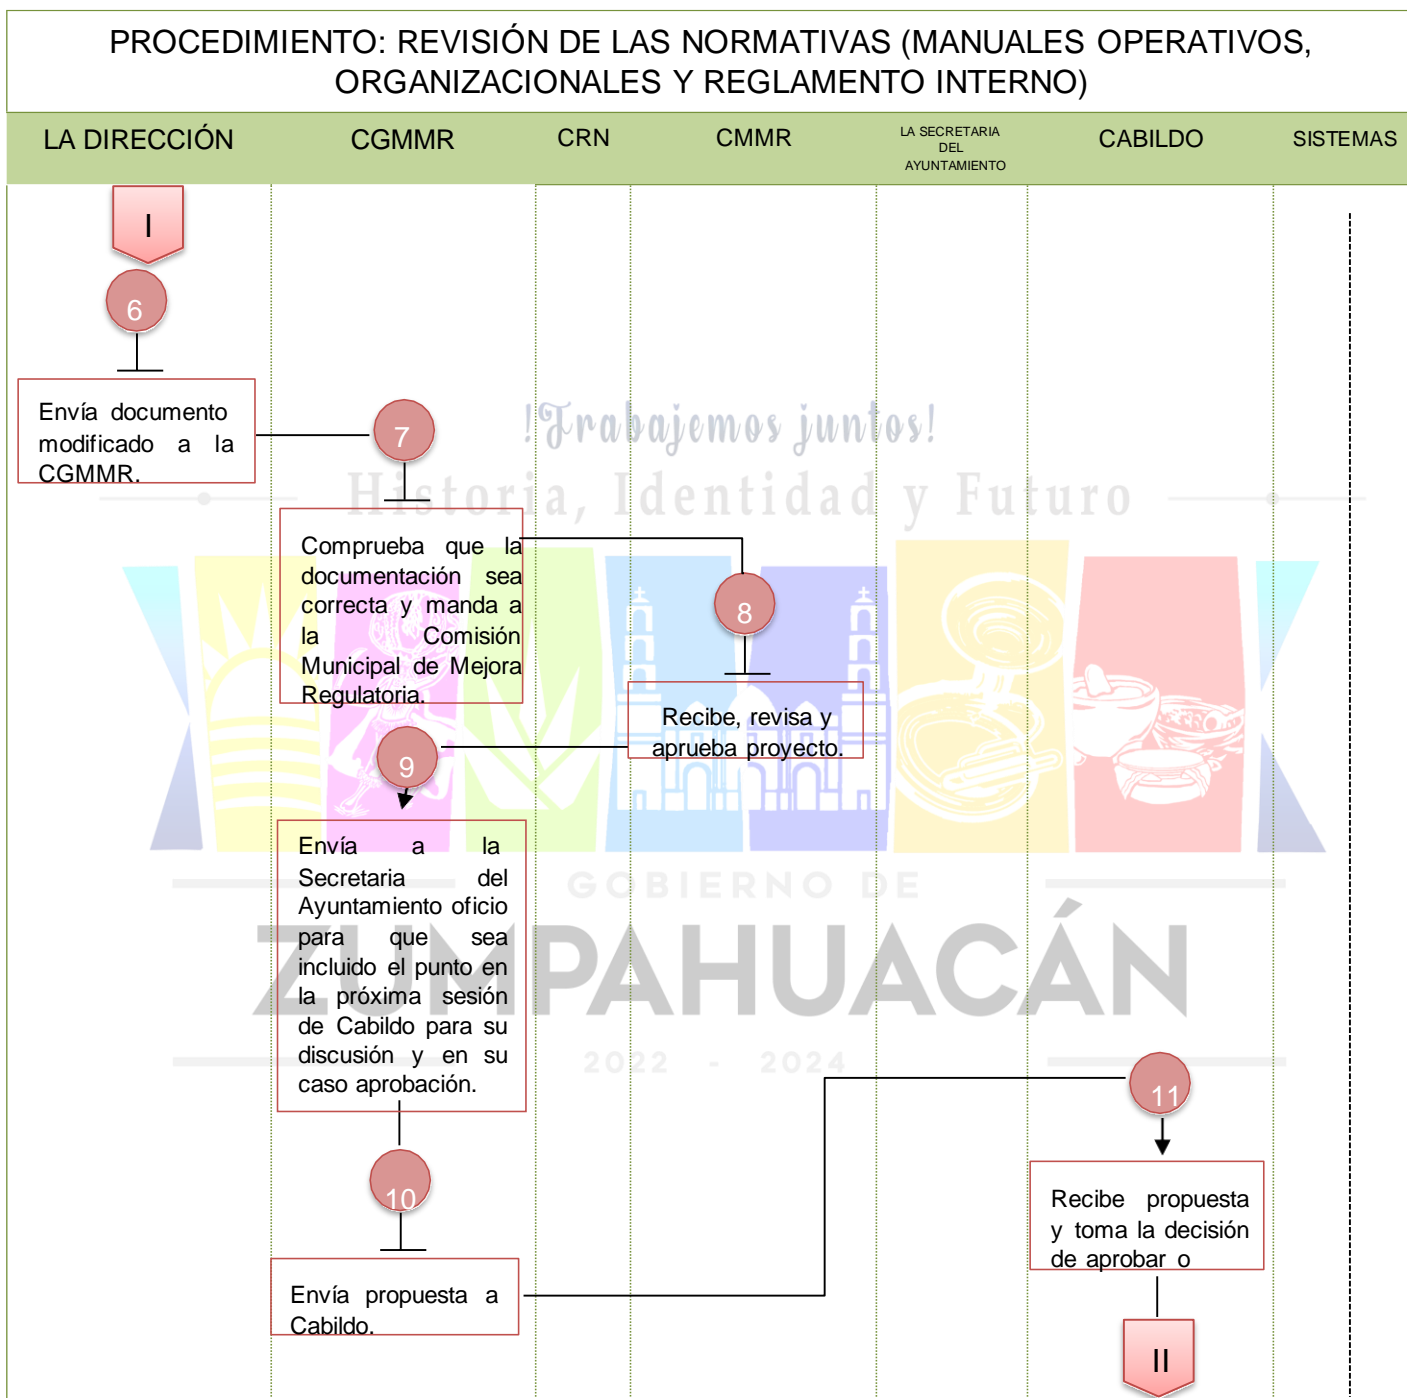 PROCEDIMIENTO: REVISIÓN DE LAS NORMATIVAS (MANUALES OPERATIVOS,
ORGANIZACIONALES Y REGLAMENTO INTERNO)
LA DIRECCIÓN
CGMMR
CRN
CMMR
LA SECRETARIA
DEL
AYUNTAMIENTO
CABILDO
SISTEMAS
I
6
Envía documento
modificado a la
CGMMR.
7
!Trabajemos juntos!
Historia, Identidad y Futuro
Comprueba que la
documentación sea
correcta y manda a
la Comisión
Municipal de Mejora
Regulatoria.
8
Recibe, revisa y
aprueba proyecto.
9
Envía a la
Secretaria del
Ayuntamiento oficio
para que sea
incluido el punto en
la próxima sesión
de Cabildo para su
discusión y en su
caso aprobación.
GOBIERNO DE
ZUMPAHUACÁN
2022 - 2024
10
Envía propuesta a
Cabildo.
11
Recibe propuesta
y toma la decisión
de aprobar o
II